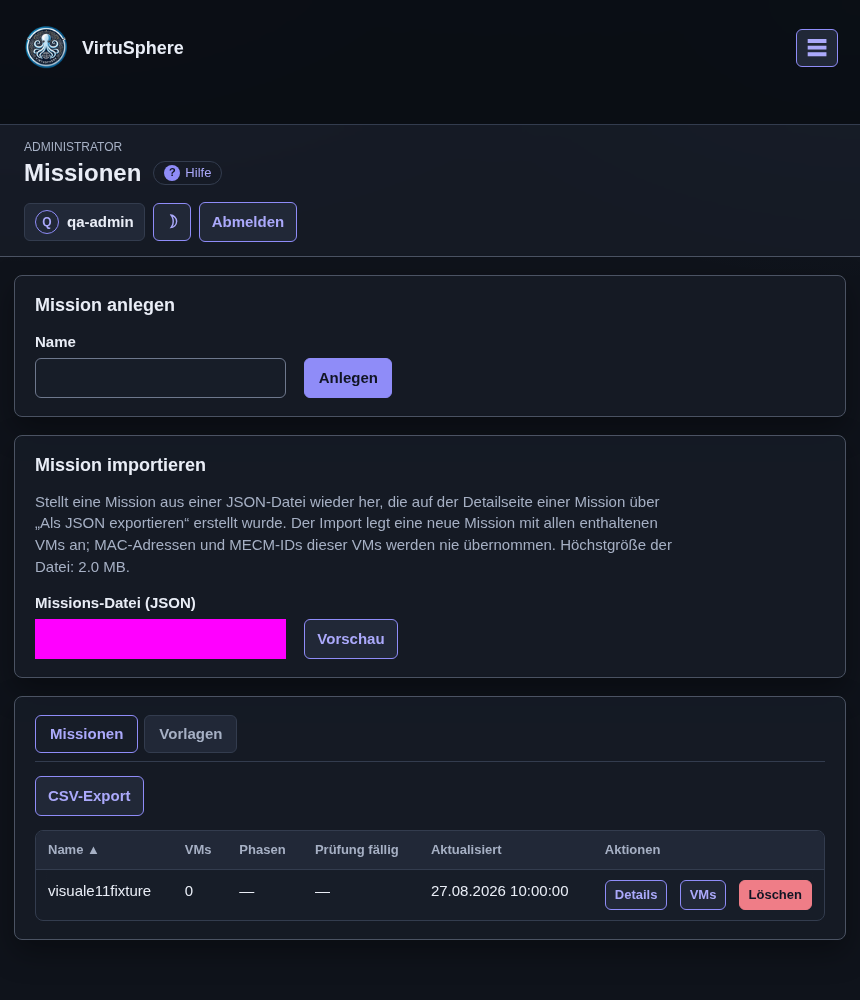 VirtuSphere
ADMINISTRATOR
Missionen
? Hilfe
Q qa-admin
Abmelden
Mission anlegen
Name
Anlegen
Mission importieren
Stellt eine Mission aus einer JSON-Datei wieder her, die auf der Detailseite einer Mission über
„Als JSON exportieren“ erstellt wurde. Der Import legt eine neue Mission mit allen enthaltenen
VMs an; MAC-Adressen und MECM-IDs dieser VMs werden nie übernommen. Höchstgröße der
Datei: 2.0 MB.
Missions-Datei (JSON)
Vorschau
Missionen Vorlagen
CSV-Export
Name ▲ VMs Phasen Prüfung fällig Aktualisiert Aktionen
visuale11fixture 0 — — 27.08.2026 10:00:00 Details VMs Löschen